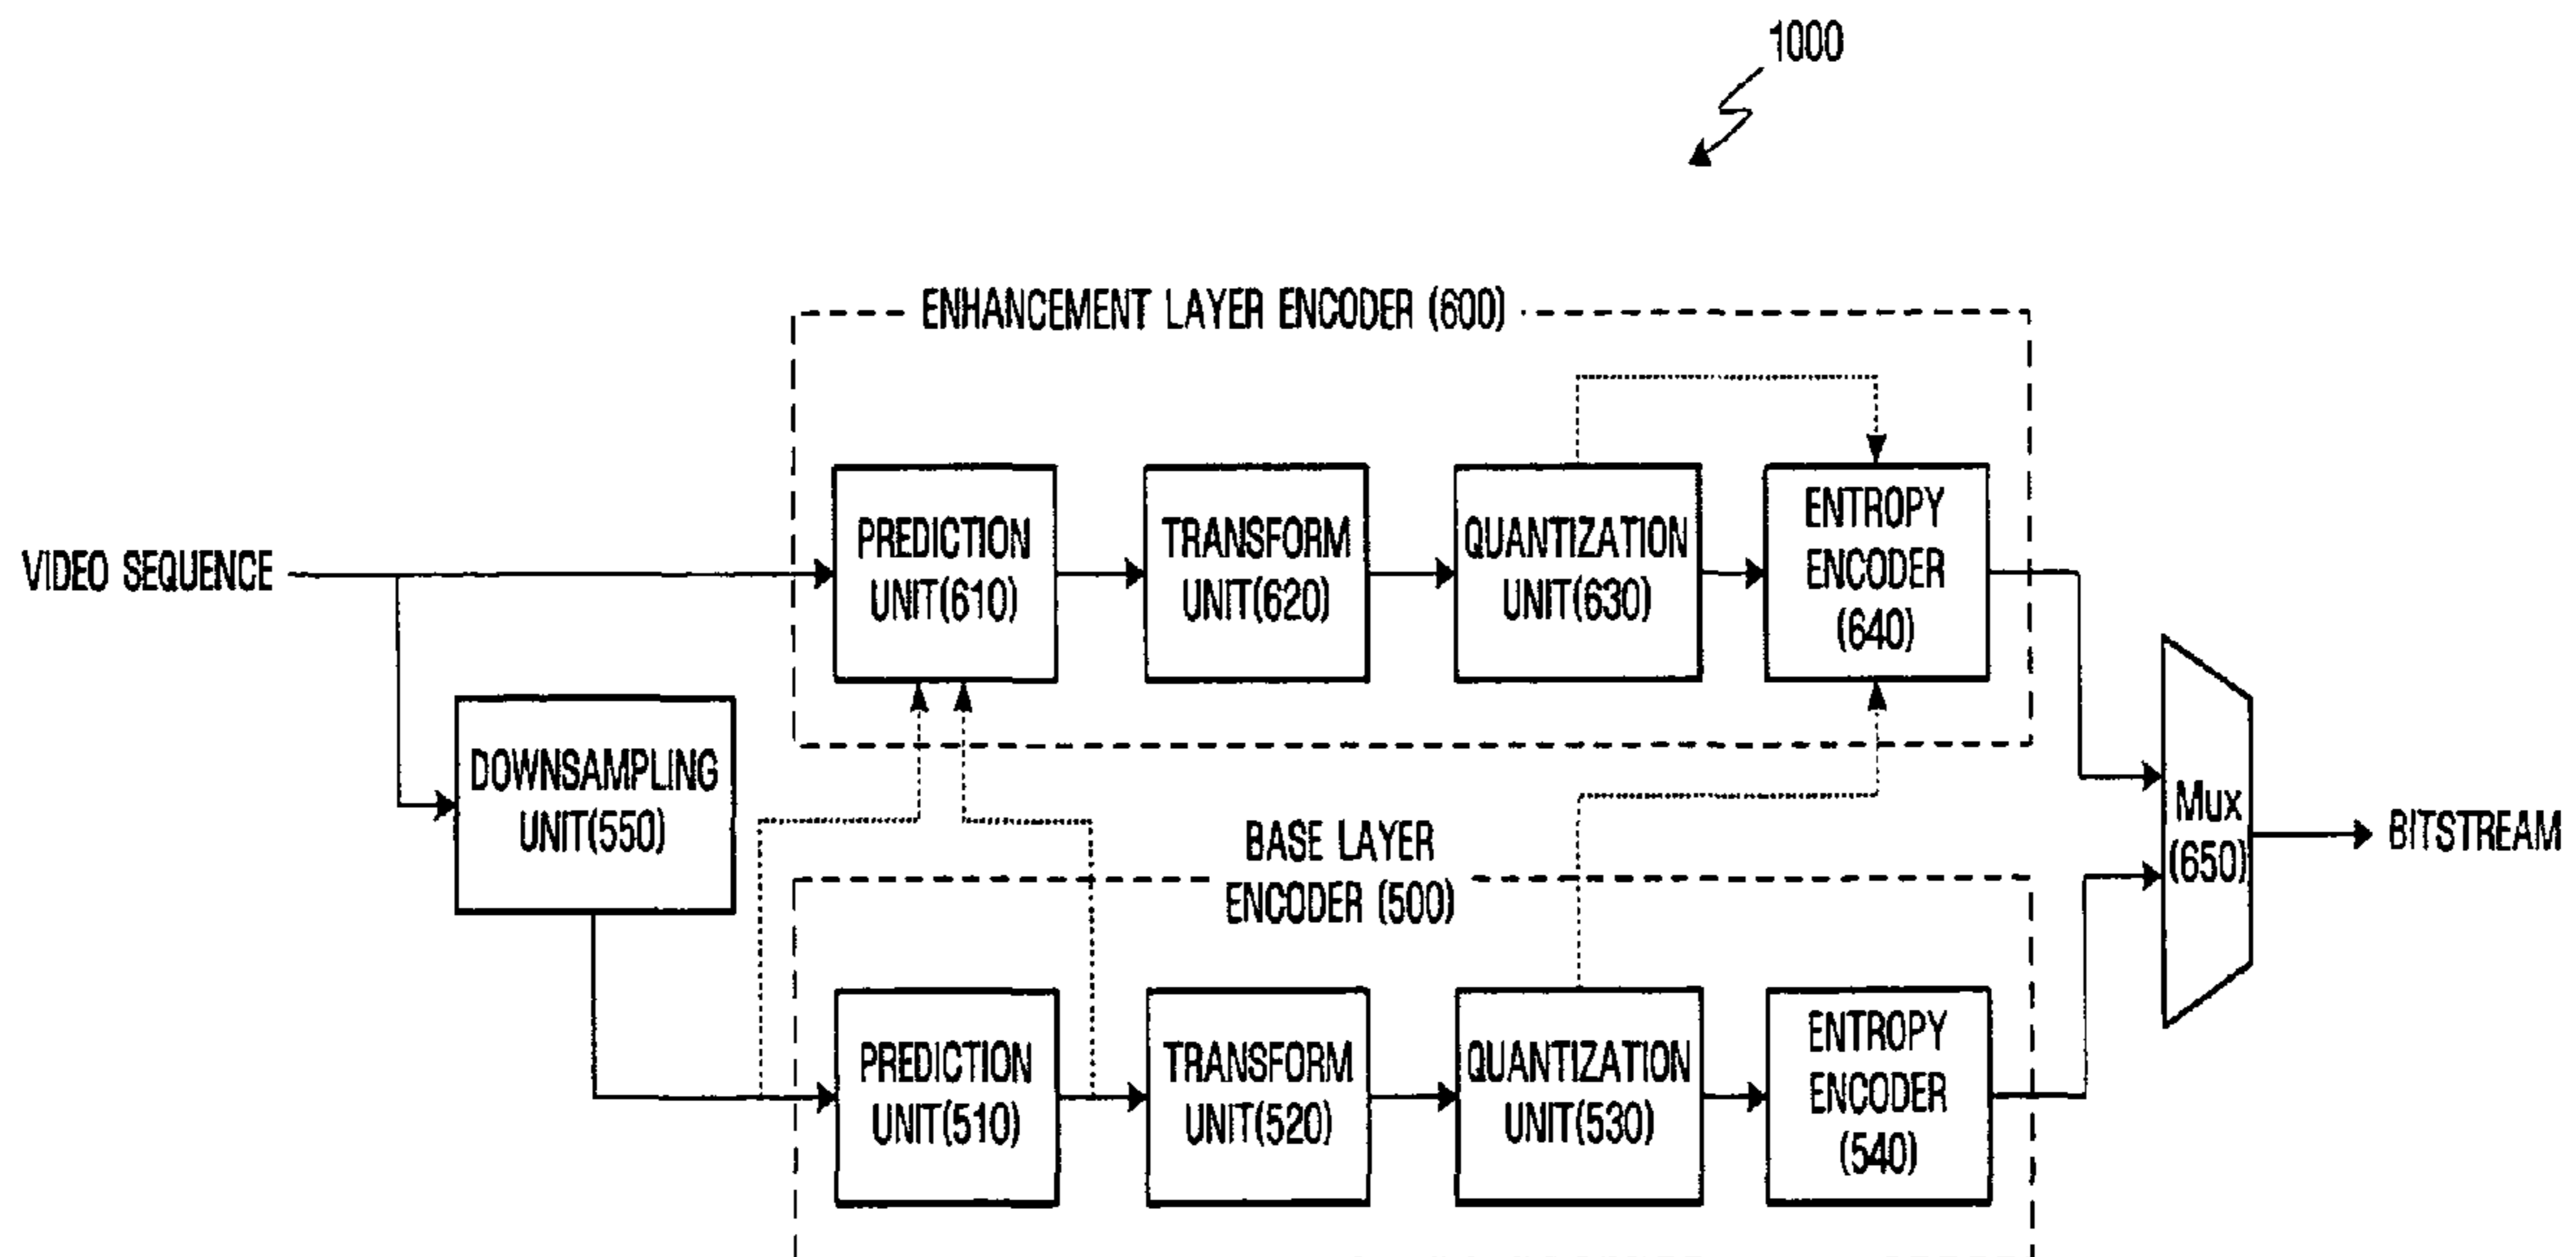 1000
ENHANCEMENT LAYER ENCODER (600)
VIDEO SEQUENCE
PREDICTION
UNIT(610)
TRANSFORM
UNIT(620)
QUANTIZATION
UNIT(630)
ENTROPY
ENCODER
(640)
DOWNSAMPLING
UNIT(550)
BASE LAYER
ENCODER (500)
Mux
(650)
BITSTREAM
PREDICTION
UNIT(510)
TRANSFORM
UNIT(520)
QUANTIZATION
UNIT(530)
ENTROPY
ENCODER
(540)